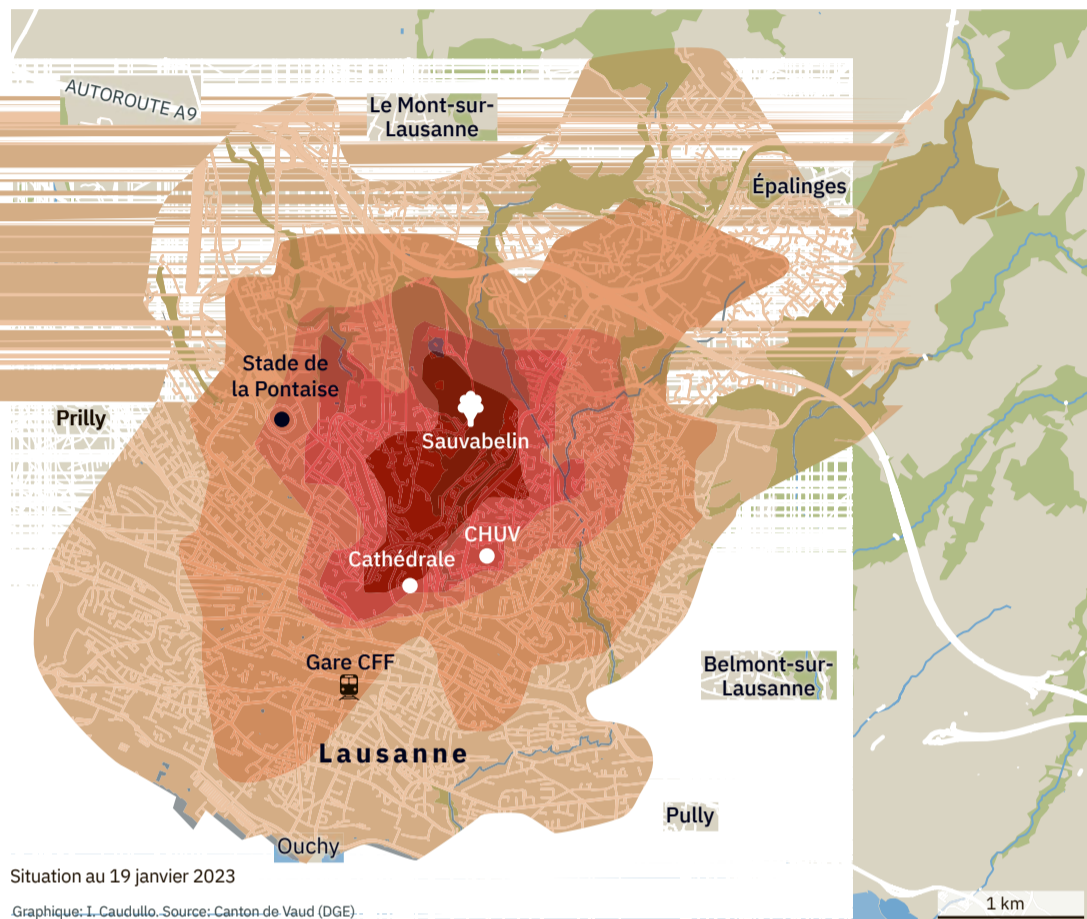 AUTOROUTE A9
Le Mont-sur-
Lausanne
Épalinges
Stade de
la Pontaise
Prilly
Sauvabelin
CHUV
Cathédrale
Gare CFF
Belmont-sur-
Lausanne
Lausanne
Pully
Ouchy
Situation au 19 janvier 2023
1 km
Graphique: I. Caudullo. Source: Canton de Vaud (DGE)